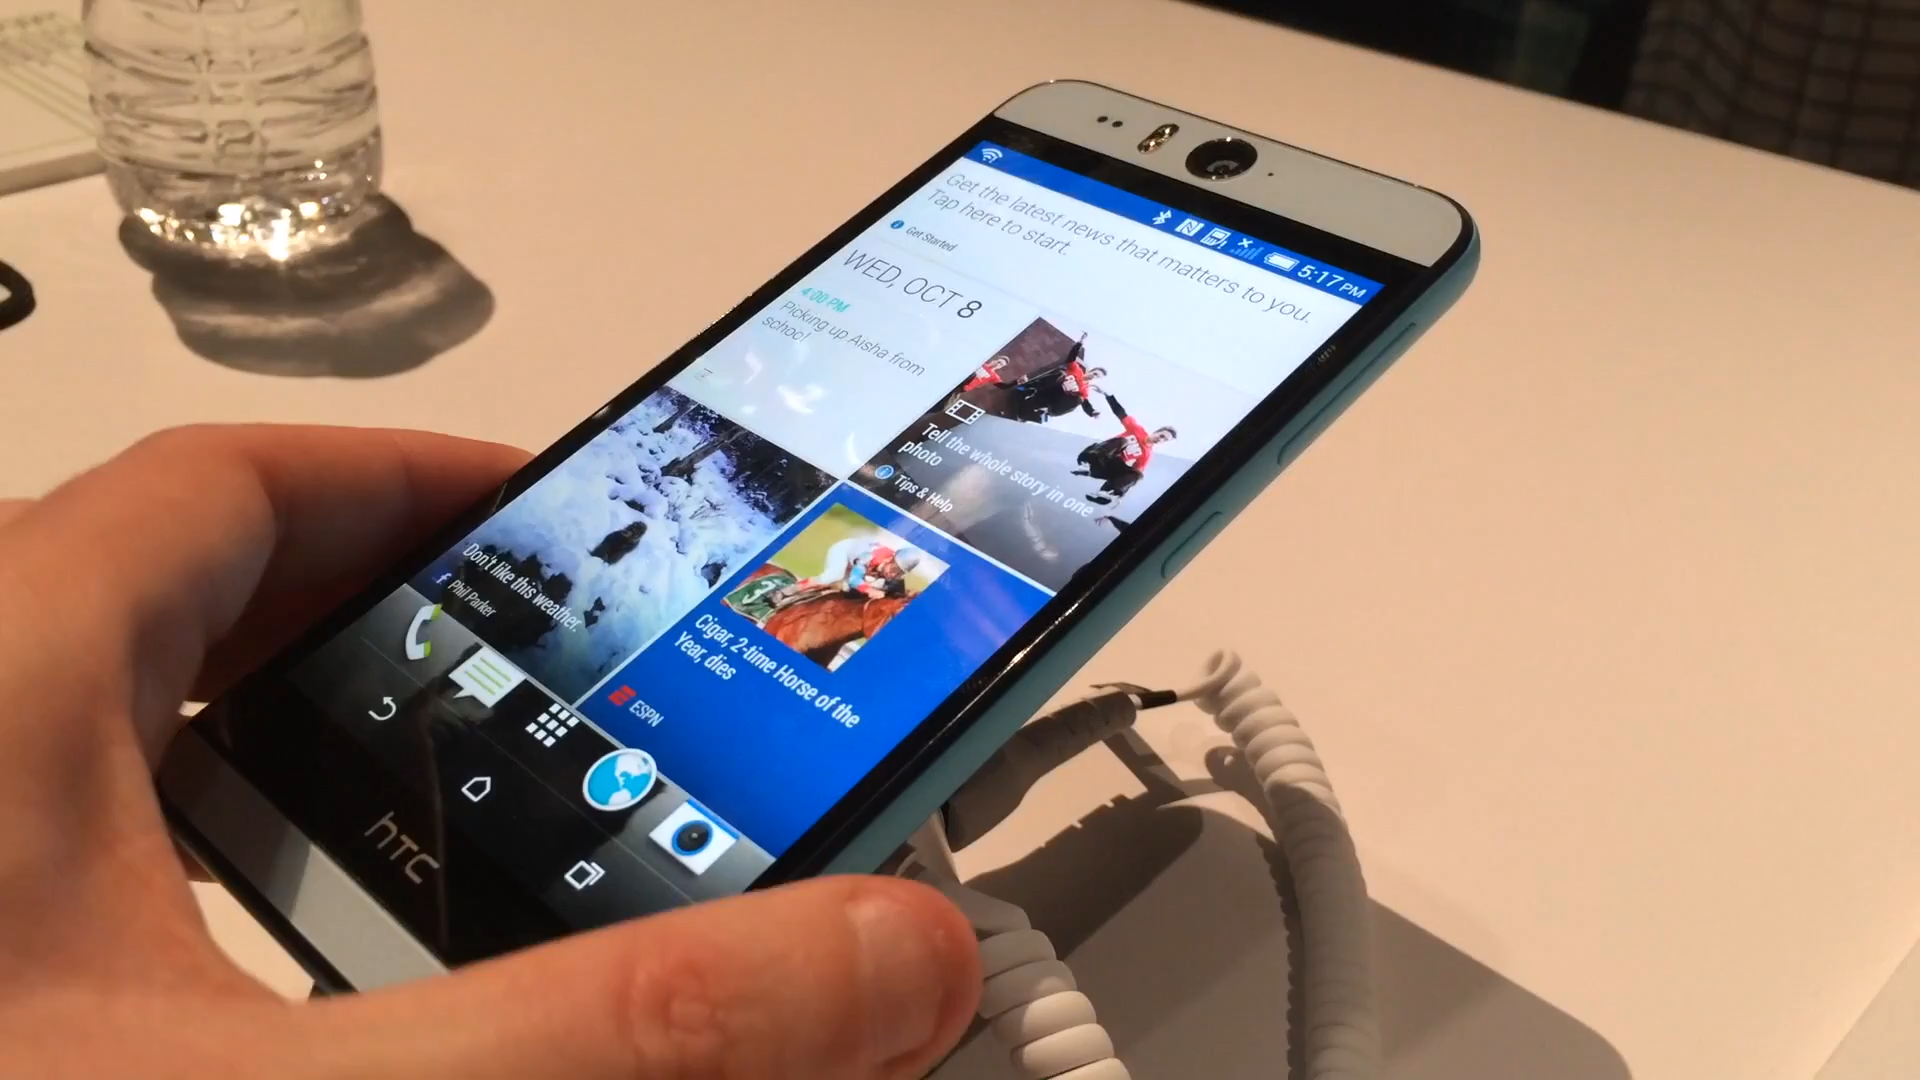 5:17 PM
Get the latest news that matters to you.
Tap here to start.
Get Started
WED, OCT 8
4:00 PM
Picking up Aisha from
school
Tell the whole story in one
photo
Tips & Help
Don't like this weather.
f Phil Parker
Cigar, 2-time Horse of the
Year, dies
ESPN
hTC